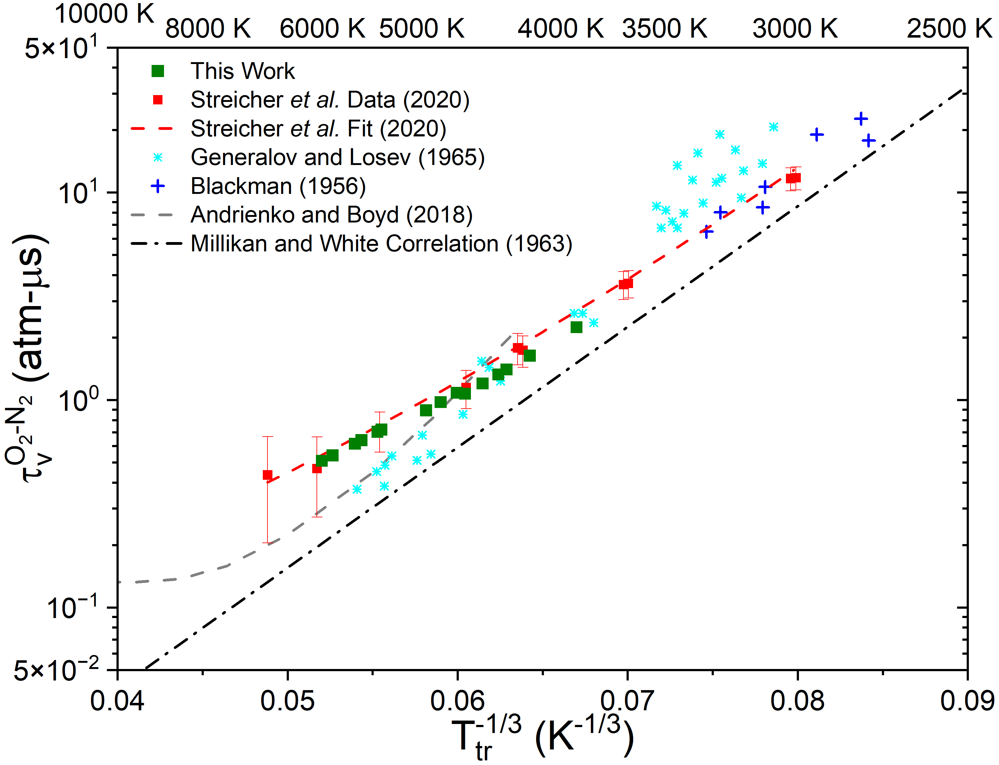 10000 K
8000 K 6000 K 5000 K 4000 K 3500 K 3000 K 2500 K
5×10¹
This Work
Streicher et al. Data (2020)
Streicher et al. Fit (2020)
Generalov and Losev (1965)
Blackman (1956)
Andrienko and Boyd (2018)
Millikan and White Correlation (1963)
10¹
10⁰
10⁻¹
5×10⁻²
τ_v^{O₂-N₂} (atm-μs)
0.04 0.05 0.06 0.07 0.08 0.09
T_{tr}^{-1/3} (K^{-1/3})